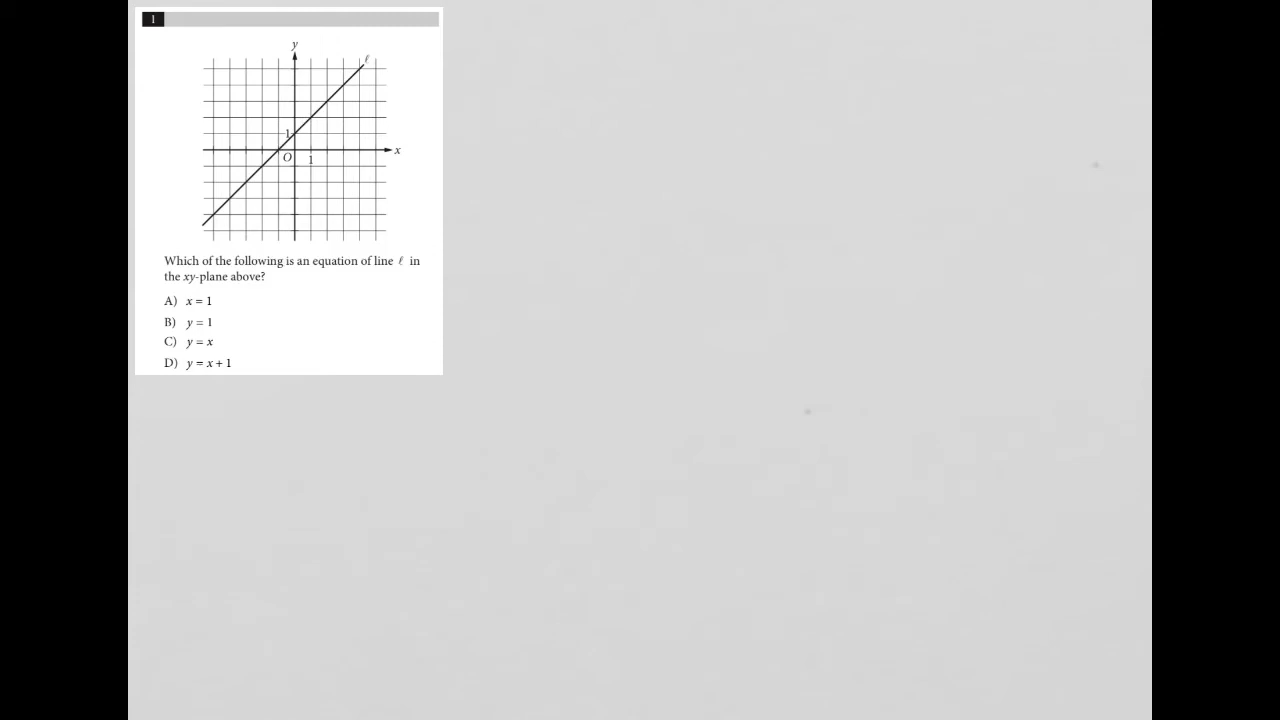 1
y
ℓ
1
O
1
x
Which of the following is an equation of line ℓ in
the xy-plane above?
A) x = 1
B) y = 1
C) y = x
D) y = x + 1